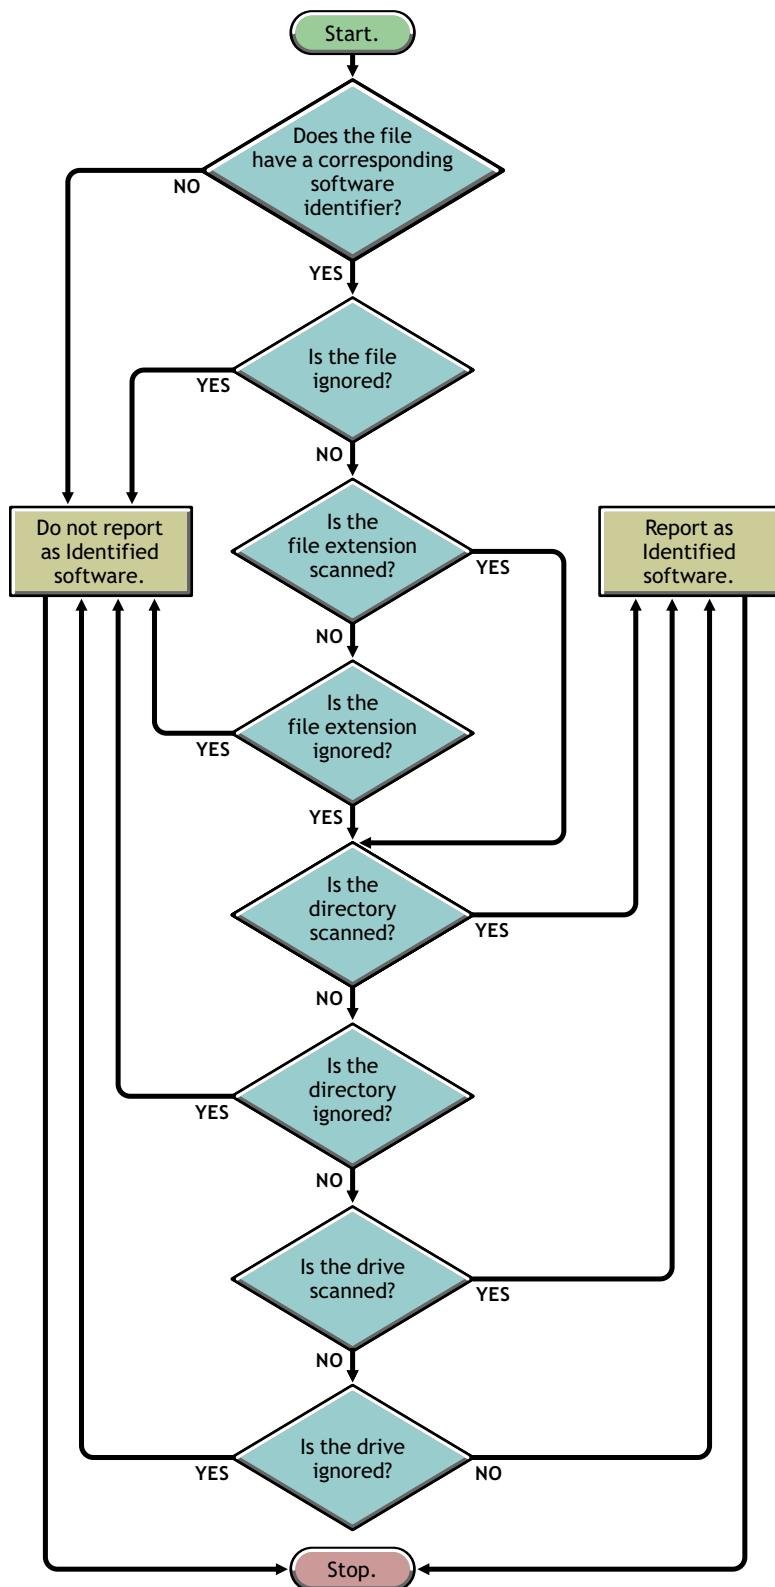 Start.
Does the file
have a corresponding
software
identifier?
NO
YES
Is the file
ignored?
YES
NO
Do not report
as Identified
software.
Is the
file extension
scanned?
YES
Report as
Identified
software.
NO
Is the
file extension
ignored?
YES
YES
Is the
directory
scanned?
YES
NO
Is the
directory
ignored?
YES
NO
Is the drive
scanned?
YES
NO
Is the drive
ignored?
YES
NO
Stop.